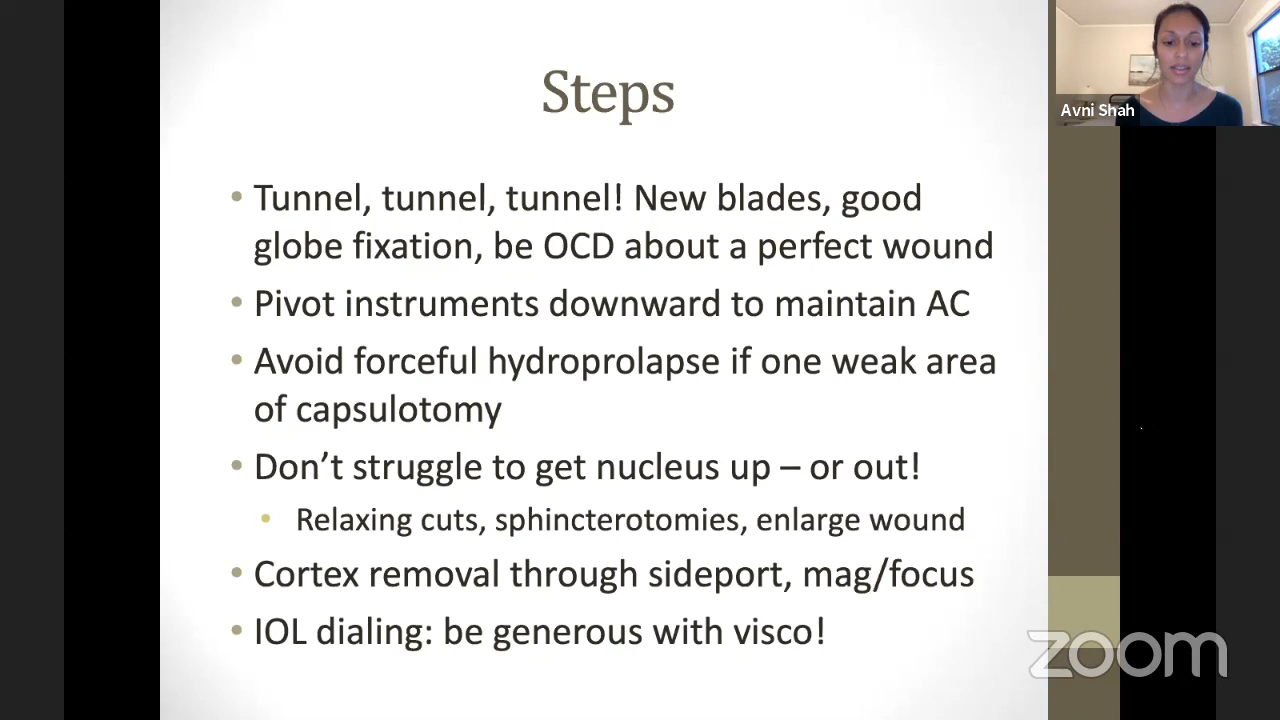 Steps
• Tunnel, tunnel, tunnel! New blades, good
globe fixation, be OCD about a perfect wound
• Pivot instruments downward to maintain AC
• Avoid forceful hydroprolapse if one weak area
of capsulotomy
• Don’t struggle to get nucleus up – or out!
• Relaxing cuts, sphincterotomies, enlarge wound
• Cortex removal through sideport, mag/focus
• IOL dialing: be generous with visco!
Avni Shah
zoom